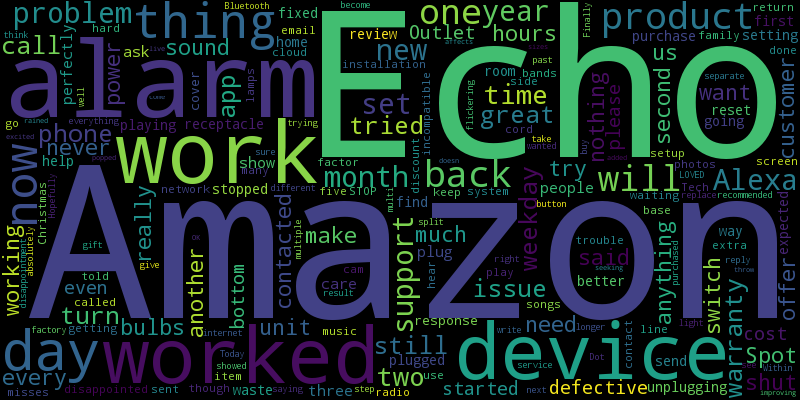 problem
thing
Bluetooth
become
fixed
email
hard
think
one
year
review
Finally
product
return
first
call
perfectly
sound
home
cloud
Outlet
hours
purchase
family
setting
alarm
power
ask
cover
app
lamps
new
Echo
installation
past
room
bands
side
us
second
done
customer
playing
receptacle
phone
never
everything
go
well
set
time
tried
great
flickering
cord
incompatible
nothing
please
want
reset
going
work
now
help
trying
sure
show
factor
month
back
discount
try
people
will
setup
photos
LOVED
Alexa
excited
popped
Christmas
Hopefully
network
different
stopped
many
five
STOP
keep
system
find
waiting
Tech
screen
replace
recommended
really
another
contacted
multiple
make
multi
split
support
much
hear
plug
button
weekday
said
trouble
better
base
anything
way
extra
purchased
expected
working
disappointment
absolutely
gift
told
give
even
called
turn
bottom
OK
Amazon
cam
care
result
play
right
songs
issue
seeking
switch
warranty
reply
offer
factory
getting
bulbs
internet
unit
music
response
write
longer
need
line
light
cost
day
worked
still
plugged
started
device
contact
send
Spot
throw
every
misses
disappointed
sent
though
Today
showed
item
waste
saying
three
step
radio
two
use
service
next
Dot
defective
unplugging
shut
Within
improving